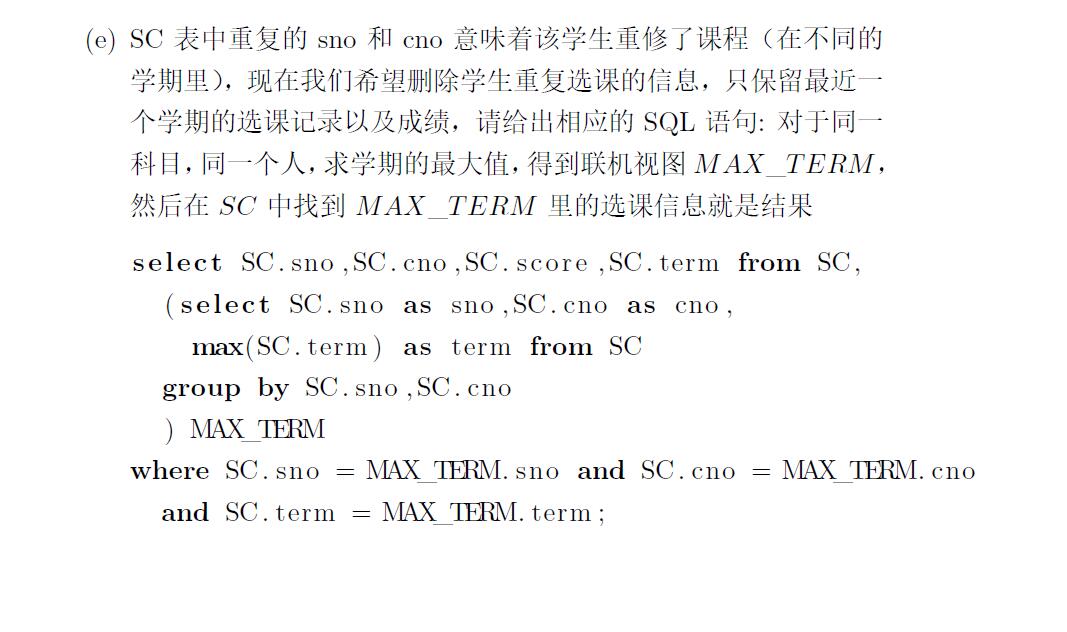 (e) SC 表中重复的 sno 和 cno 意味着该学生重修了课程（在不同的
学期里），现在我们希望删除学生重复选课的信息，只保留最近一
个学期的选课记录以及成绩，请给出相应的 SQL 语句: 对于同一
科目，同一个人，求学期的最大值，得到联机视图 MAX_TERM，
然后在 SC 中找到 MAX_TERM 里的选课信息就是结果
select SC.sno,SC.cno,SC.score,SC.term from SC,
(select SC.sno as sno,SC.cno as cno,
max(SC.term) as term from SC
group by SC.sno,SC.cno
) MAX_TERM
where SC.sno = MAX_TERM.sno and SC.cno = MAX_TERM.cno
and SC.term = MAX_TERM.term;